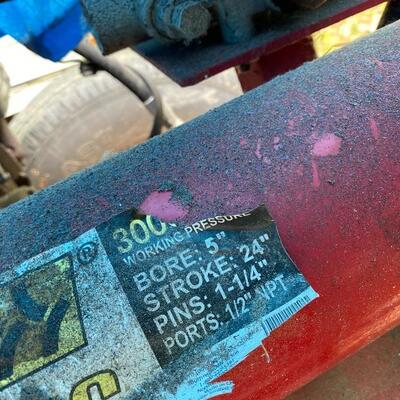 300
WORKING PRESSURE
BORE: 5"
STROKE: 24"
PINS: 1-1/4"
PORTS: 1/2" NPT
®